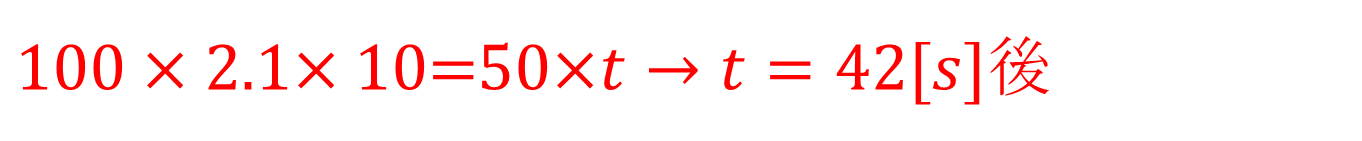 100 × 2.1× 10=50×t → t = 42[s]後